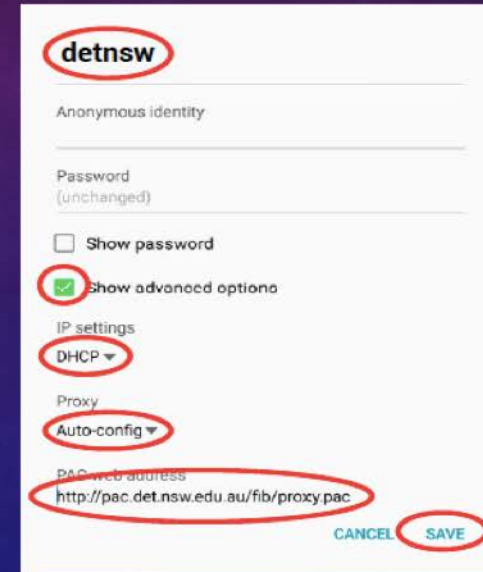 detnsw
Anonymous identity
Password
(unchanged)
Show password
Show advanced options
IP settings
DHCP
Proxy
Auto-config
PAC web address
http://pac.det.nsw.edu.au/fib/proxy.pac
CANCEL SAVE